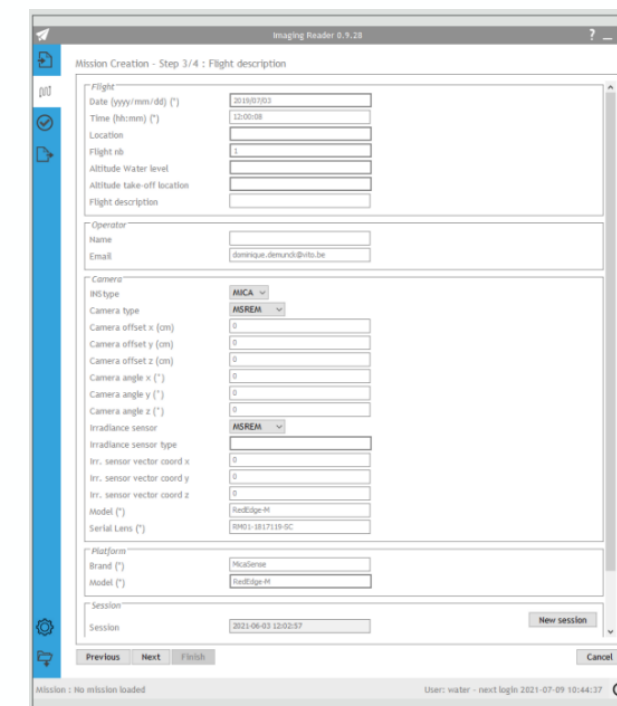 Imaging Reader 0.9.28 ? _
Mission Creation - Step 3/4 : Flight description
Flight
Date (yyyy/mm/dd) (*) 2019/07/03
Time (hh:mm) (*) 12:00:08
Location
Flight nb 1
Altitude Water level
Altitude take-off location
Flight description
Operator
Name
Email dominique.demunck@vito.be
Camera
INS type MICA
Camera type MSREM
Camera offset x (cm) 0
Camera offset y (cm) 0
Camera offset z (cm) 0
Camera angle x (°) 0
Camera angle y (°) 0
Camera angle z (°) 0
Irradiance sensor MSREM
Irradiance sensor type
Irr. sensor vector coord x 0
Irr. sensor vector coord y 0
Irr. sensor vector coord z 0
Model (*) RedEdge-M
Serial Lens (*) RM01-1817119-SC
Platform
Brand (*) MicaSense
Model (*) RedEdge-M
Session
Session 2021-06-03 12:02:57 New session
Previous Next Finish Cancel
Mission : No mission loaded User: water - next login 2021-07-09 10:44:37